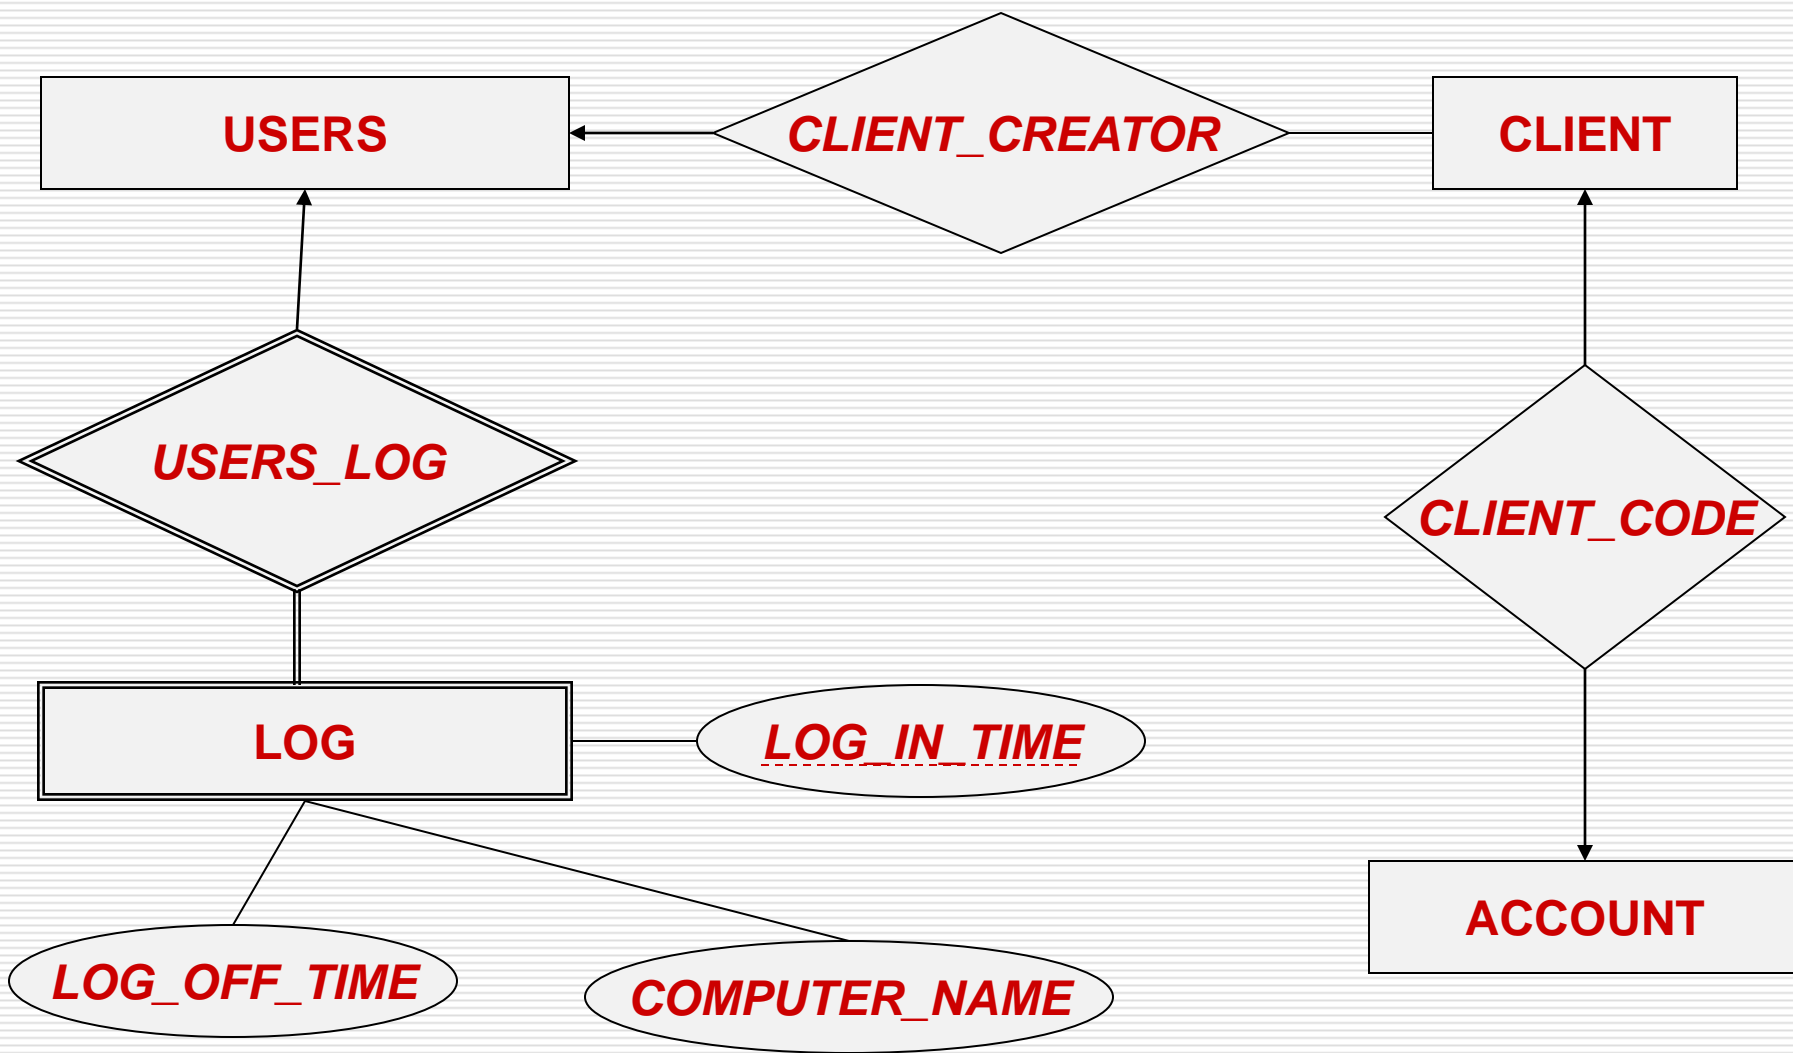 USERS
CLIENT_CREATOR
CLIENT
USERS_LOG
CLIENT_CODE
LOG
LOG_IN_TIME
ACCOUNT
LOG_OFF_TIME
COMPUTER_NAME